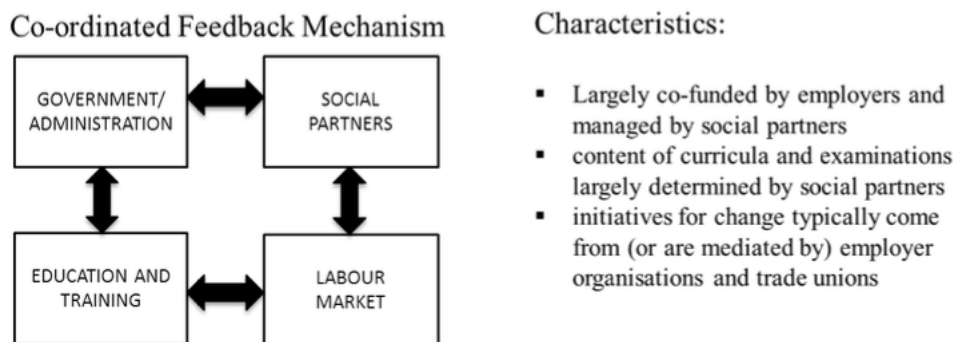 Co-ordinated Feedback Mechanism
GOVERNMENT/
ADMINISTRATION
SOCIAL
PARTNERS
EDUCATION AND
TRAINING
LABOUR
MARKET
Characteristics:
▪ Largely co-funded by employers and
managed by social partners
▪ content of curricula and examinations
largely determined by social partners
▪ initiatives for change typically come
from (or are mediated by) employer
organisations and trade unions